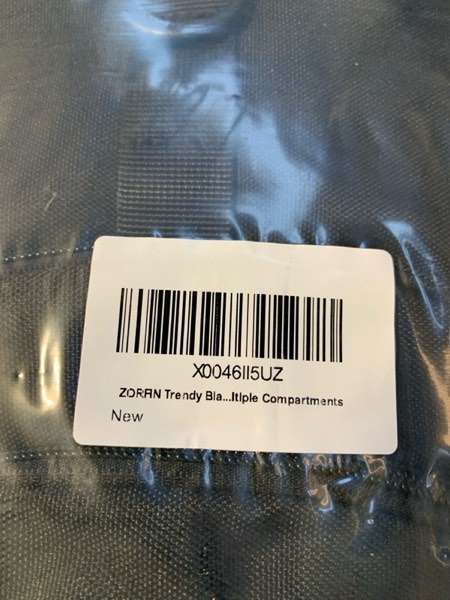 X0046II5UZ
ZORFIN Trendy Bla...ltiple Compartments
New